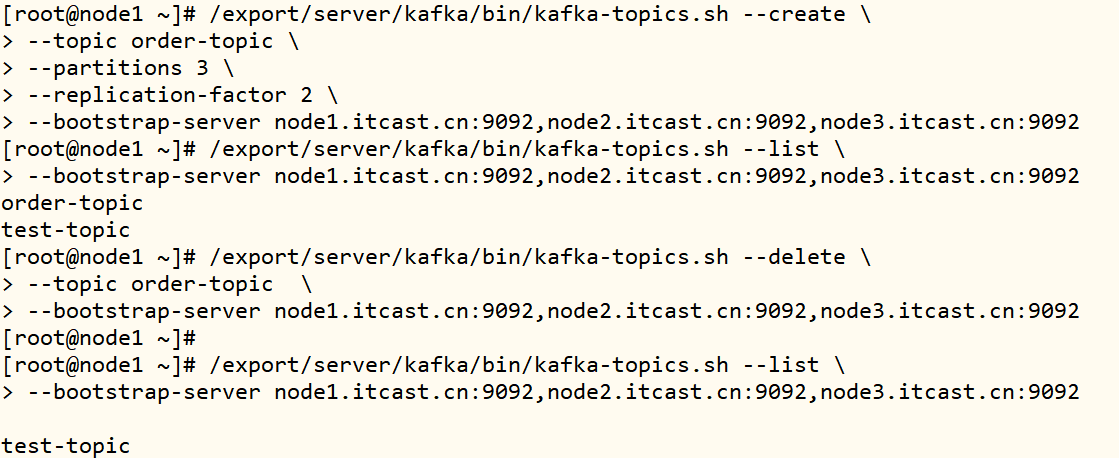 [root@node1 ~]# /export/server/kafka/bin/kafka-topics.sh --create \
> --topic order-topic \
> --partitions 3 \
> --replication-factor 2 \
> --bootstrap-server node1.itcast.cn:9092,node2.itcast.cn:9092,node3.itcast.cn:9092
[root@node1 ~]# /export/server/kafka/bin/kafka-topics.sh --list \
> --bootstrap-server node1.itcast.cn:9092,node2.itcast.cn:9092,node3.itcast.cn:9092
order-topic
test-topic
[root@node1 ~]# /export/server/kafka/bin/kafka-topics.sh --delete \
> --topic order-topic  \
> --bootstrap-server node1.itcast.cn:9092,node2.itcast.cn:9092,node3.itcast.cn:9092
[root@node1 ~]#
[root@node1 ~]# /export/server/kafka/bin/kafka-topics.sh --list \
> --bootstrap-server node1.itcast.cn:9092,node2.itcast.cn:9092,node3.itcast.cn:9092

test-topic